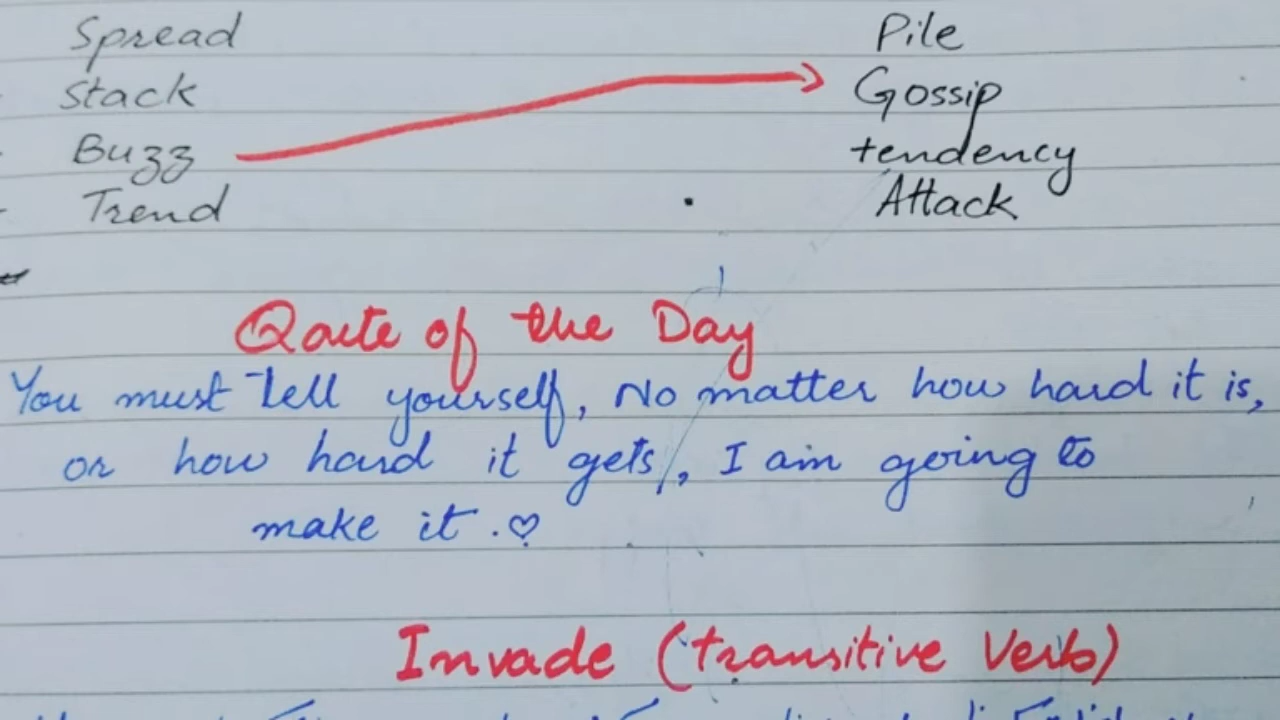 Spread Pile
Stack Gossip
Buzz tendency
Trend Attack
Qoute of the Day
You must Tell yourself, No matter how hard it is,
or how hard it gets, I am going to
make it. ♡
Invade (transitive Verb)